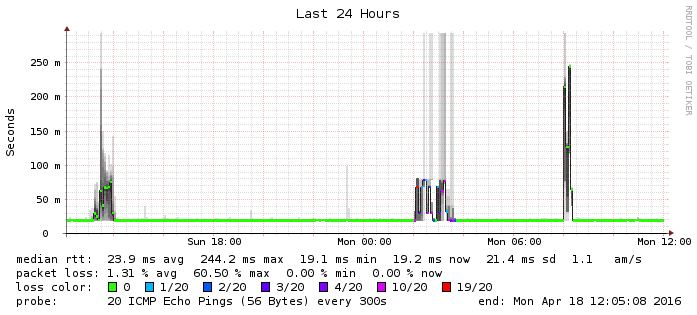 Last 24 Hours
RRDTOOL / TOBI OETIKER
Seconds
250 m
200 m
150 m
100 m
50 m
0
Sun 18:00 Mon 00:00 Mon 06:00 Mon 12:00
median rtt: 23.9 ms avg 244.2 ms max 19.1 ms min 19.2 ms now 21.4 ms sd 1.1 am/s
packet loss: 1.31 % avg 60.50 % max 0.00 % min 0.00 % now
loss color: 0 1/20 2/20 3/20 4/20 10/20 19/20
probe: 20 ICMP Echo Pings (56 Bytes) every 300s end: Mon Apr 18 12:05:08 2016